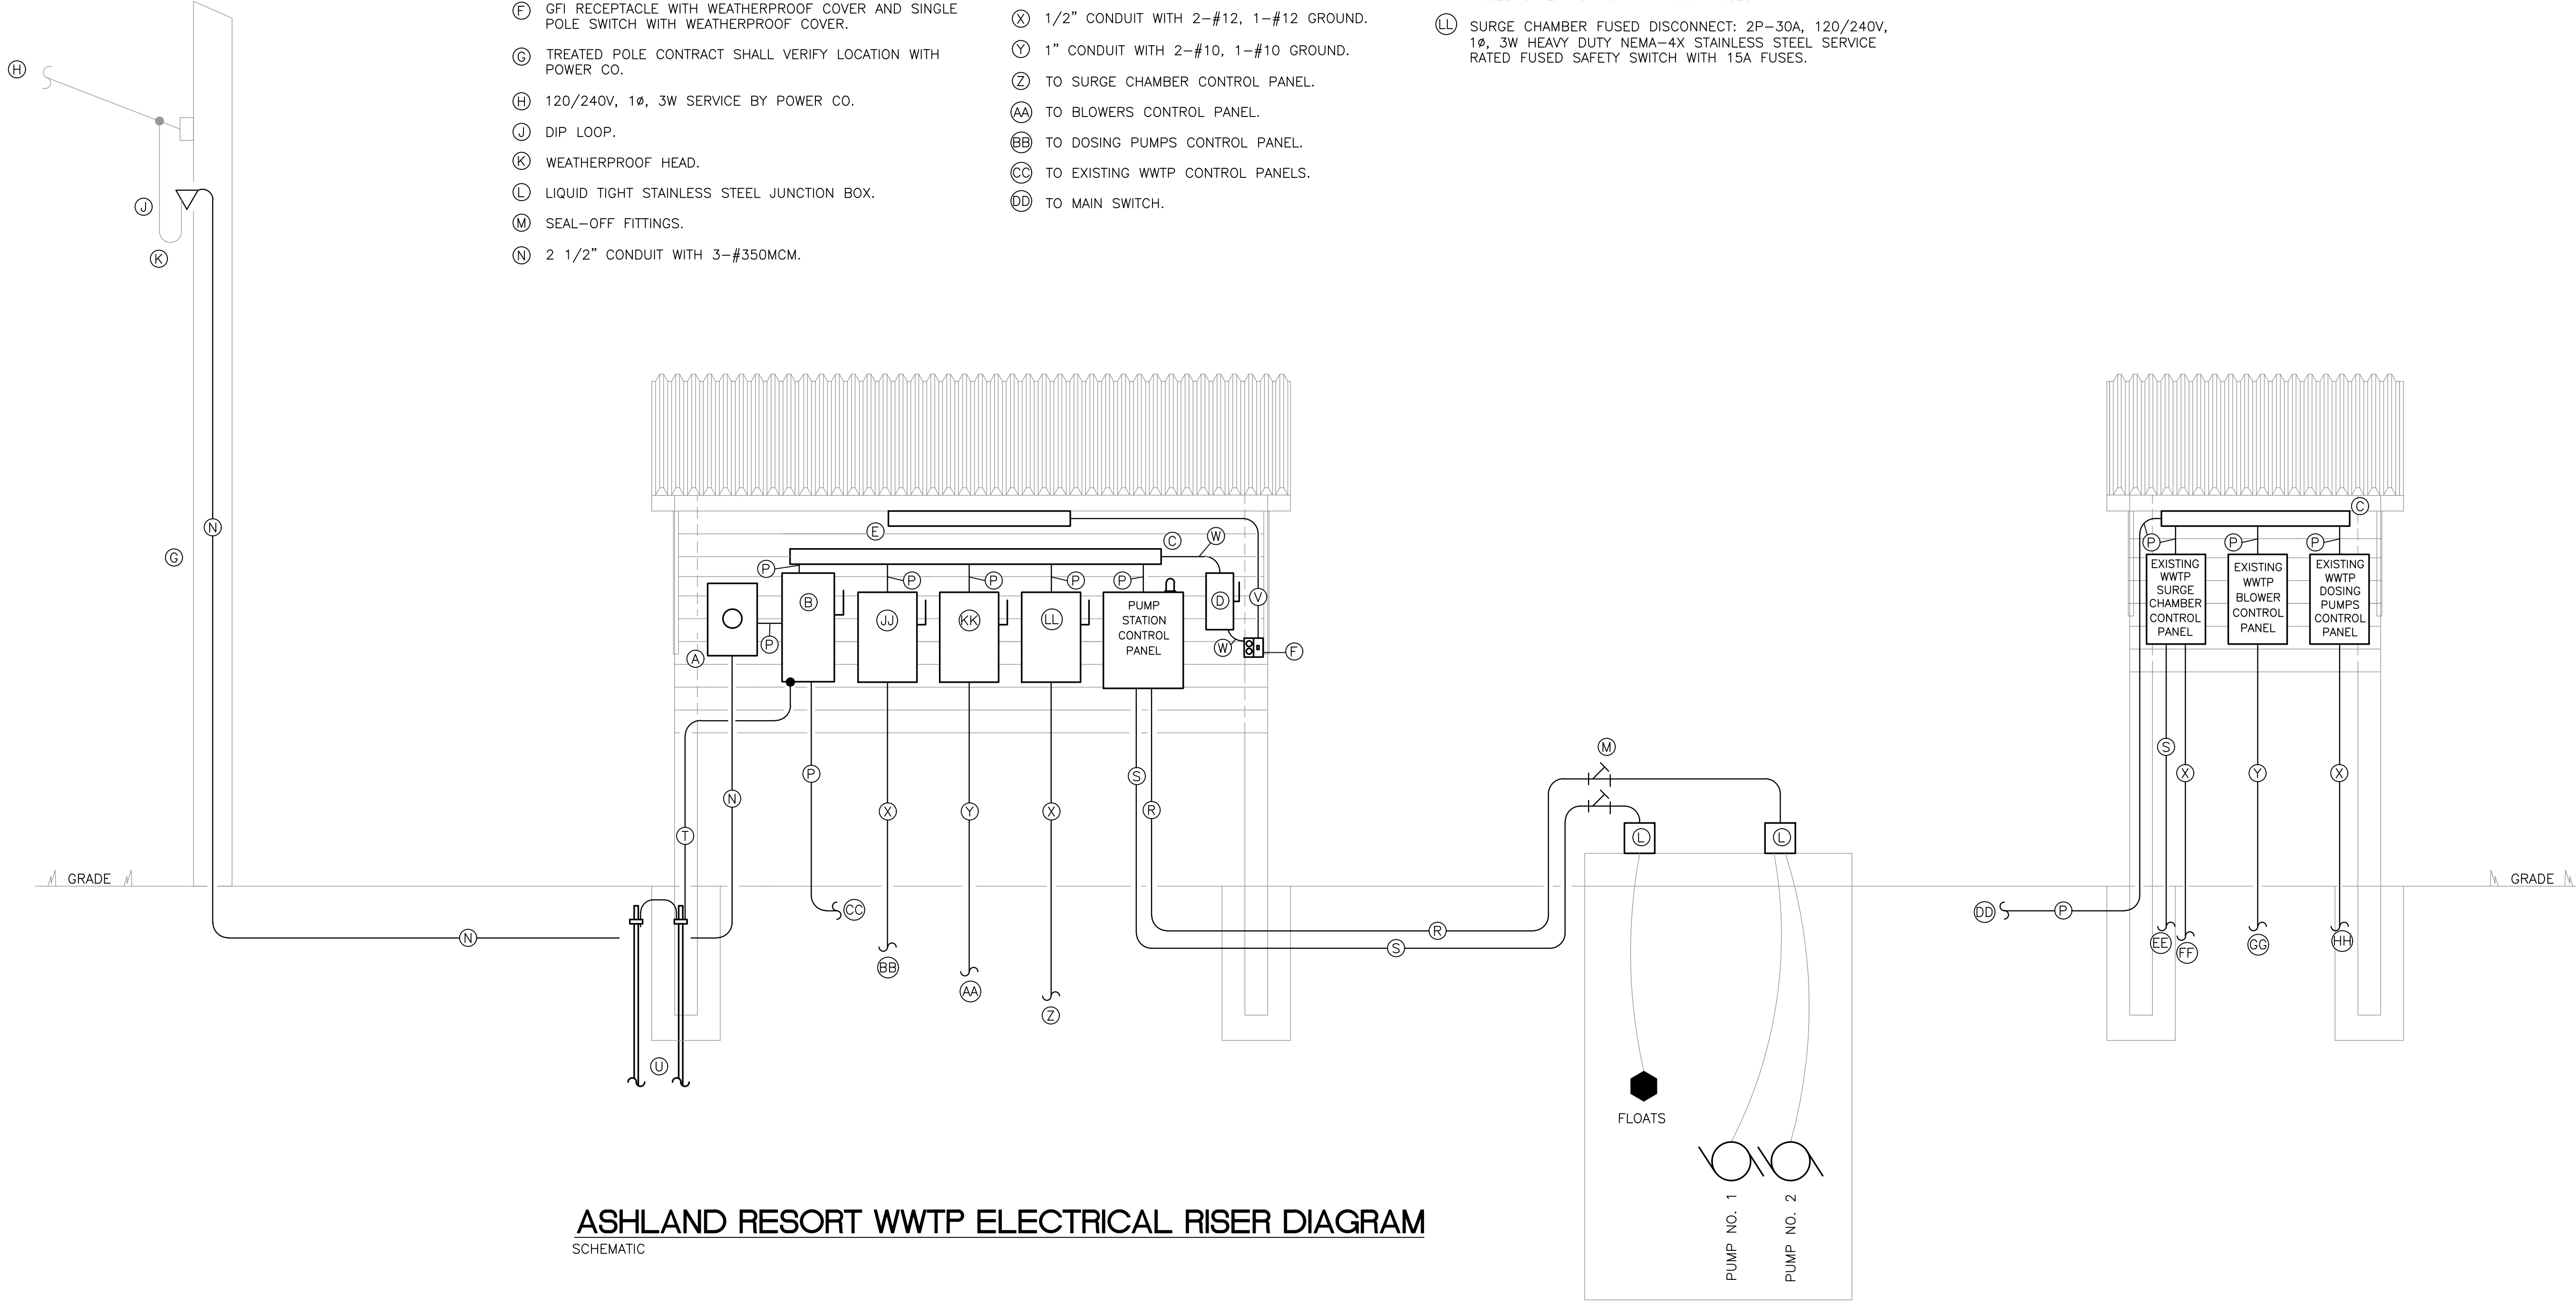 F GFI RECEPTACLE WITH WEATHERPROOF COVER AND SINGLE
POLE SWITCH WITH WEATHERPROOF COVER.
G TREATED POLE CONTRACT SHALL VERIFY LOCATION WITH
POWER CO.
H 120/240V, 1ø, 3W SERVICE BY POWER CO.
J DIP LOOP.
K WEATHERPROOF HEAD.
L LIQUID TIGHT STAINLESS STEEL JUNCTION BOX.
M SEAL-OFF FITTINGS.
N 2 1/2" CONDUIT WITH 3-#350MCM.
X 1/2" CONDUIT WITH 2-#12, 1-#12 GROUND.
Y 1" CONDUIT WITH 2-#10, 1-#10 GROUND.
Z TO SURGE CHAMBER CONTROL PANEL.
AA TO BLOWERS CONTROL PANEL.
BB TO DOSING PUMPS CONTROL PANEL.
CC TO EXISTING WWTP CONTROL PANELS.
DD TO MAIN SWITCH.
LL SURGE CHAMBER FUSED DISCONNECT: 2P-30A, 120/240V,
1ø, 3W HEAVY DUTY NEMA-4X STAINLESS STEEL SERVICE
RATED FUSED SAFETY SWITCH WITH 15A FUSES.
H
J
K
N
G
GRADE
N
E
C
W
P
P
P
P
P
B
JJ
KK
LL
PUMP
STATION
CONTROL
PANEL
D
V
P
A
W
F
T
N
P
X
Y
X
S
R
CC
BB
AA
Z
U
R
S
M
L
L
FLOATS
PUMP NO. 1
PUMP NO. 2
C
P
P
P
EXISTING
WWTP
SURGE
CHAMBER
CONTROL
PANEL
EXISTING
WWTP
BLOWER
CONTROL
PANEL
EXISTING
WWTP
DOSING
PUMPS
CONTROL
PANEL
S
X
Y
X
GRADE
DD
P
EE
FF
GG
HH
ASHLAND RESORT WWTP ELECTRICAL RISER DIAGRAM
SCHEMATIC